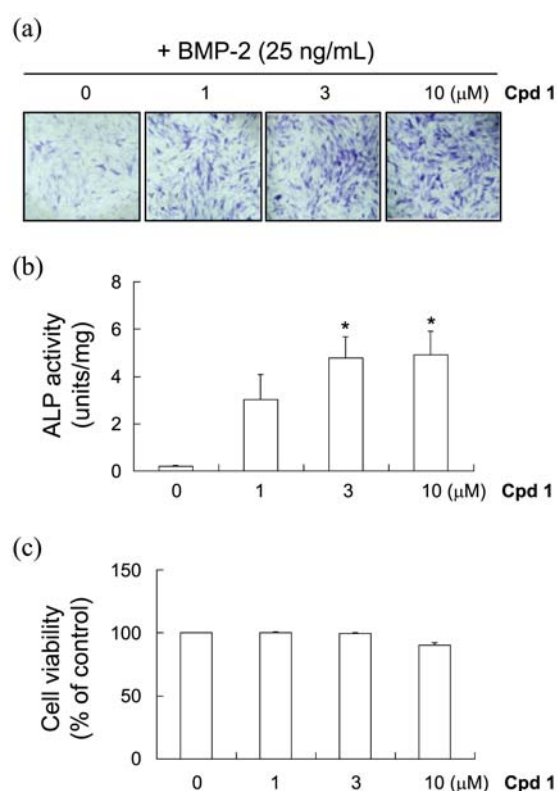 (a)
+ BMP-2 (25 ng/mL)
0 1 3 10 (μM) Cpd 1
(b)
ALP activity
(units/mg)
8
6
4
2
0
* *
0 1 3 10 (μM) Cpd 1
(c)
Cell viability
(% of control)
150
100
50
0
0 1 3 10 (μM) Cpd 1